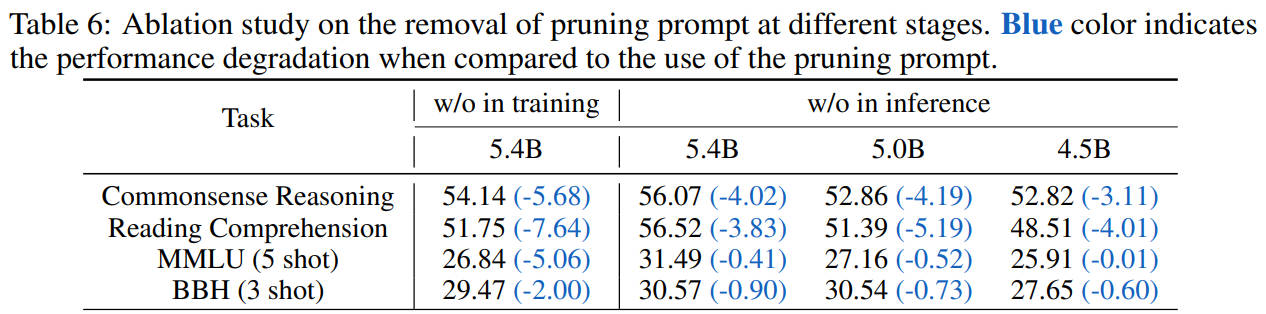 Table 6: Ablation study on the removal of pruning prompt at different stages. Blue color indicates
the performance degradation when compared to the use of the pruning prompt.
Task w/o in training w/o in inference
5.4B 5.4B 5.0B 4.5B
Commonsense Reasoning 54.14 (-5.68) 56.07 (-4.02) 52.86 (-4.19) 52.82 (-3.11)
Reading Comprehension 51.75 (-7.64) 56.52 (-3.83) 51.39 (-5.19) 48.51 (-4.01)
MMLU (5 shot) 26.84 (-5.06) 31.49 (-0.41) 27.16 (-0.52) 25.91 (-0.01)
BBH (3 shot) 29.47 (-2.00) 30.57 (-0.90) 30.54 (-0.73) 27.65 (-0.60)